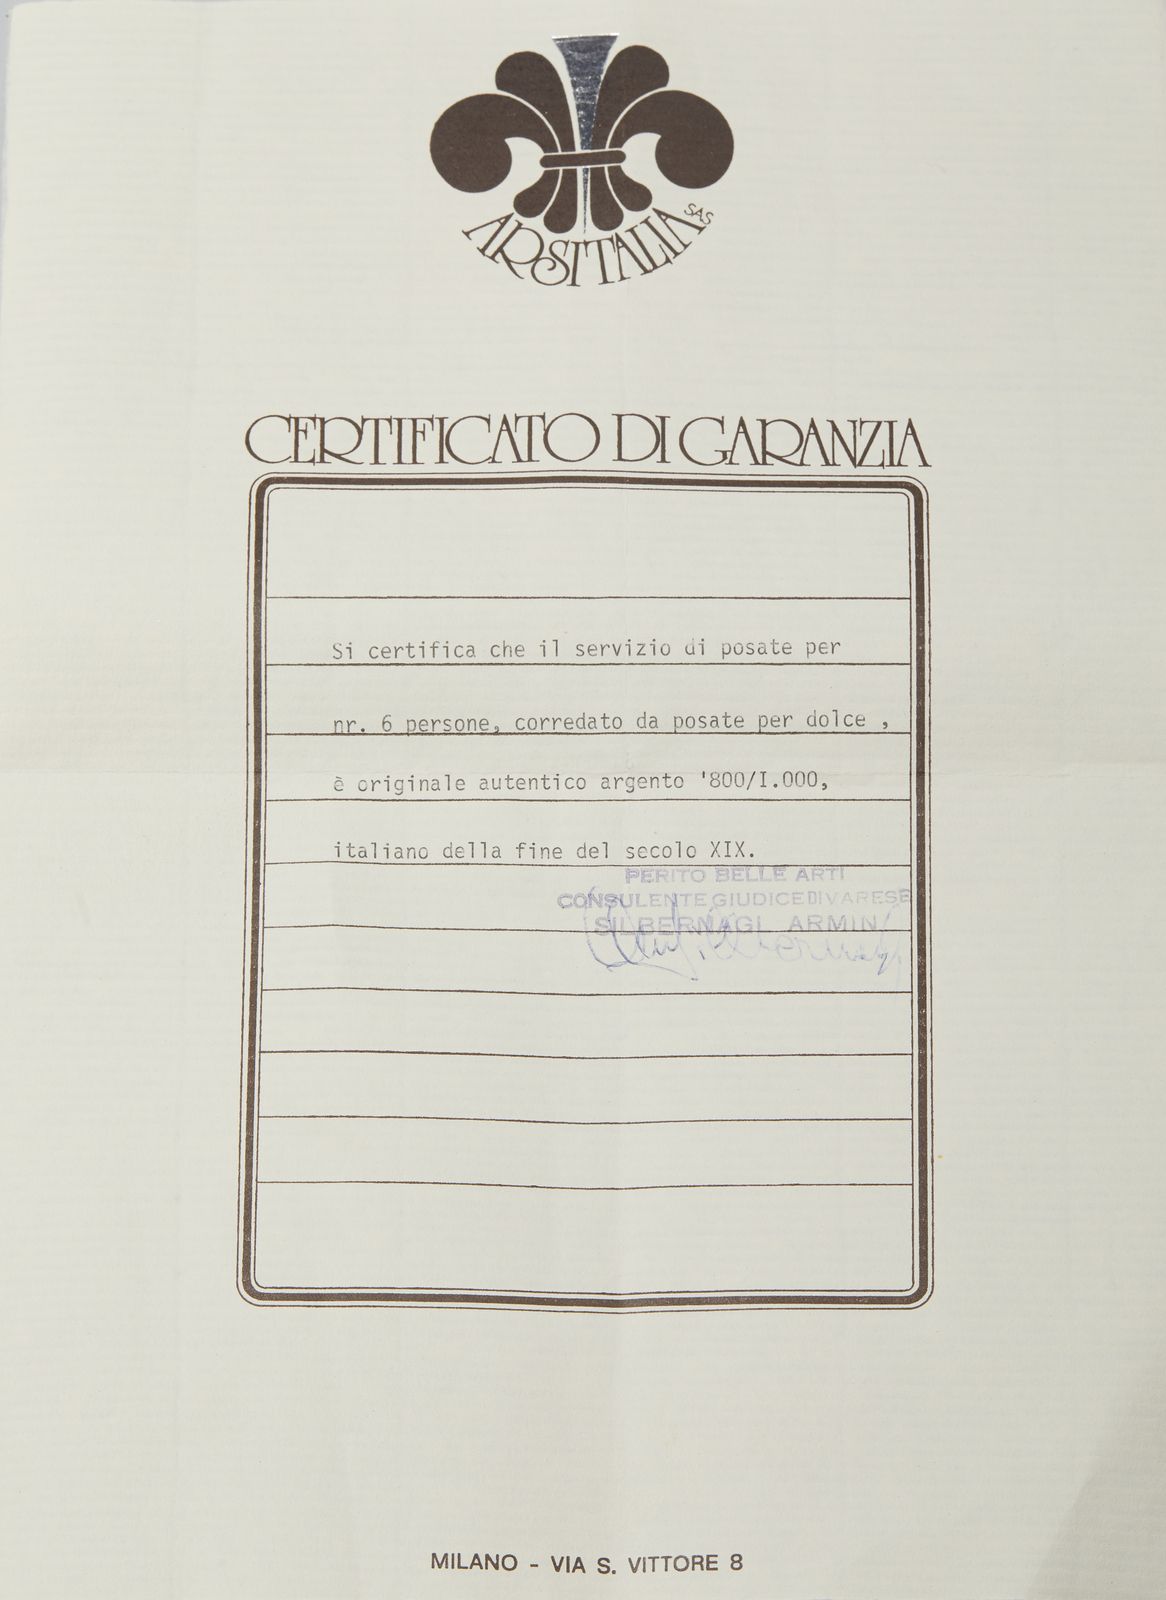 ARSITALIA SAS
CERTIFICATO DI GARANZIA
Si certifica che il servizio di posate per
nr. 6 persone, corredato da posate per dolce ,
è originale autentico argento '800/I.000,
italiano della fine del secolo XIX.
PERITO BELLE ARTI
CONSULENTE GIUDICE DI VARESE
SILBERNAGL ARMIN
MILANO - VIA S. VITTORE 8